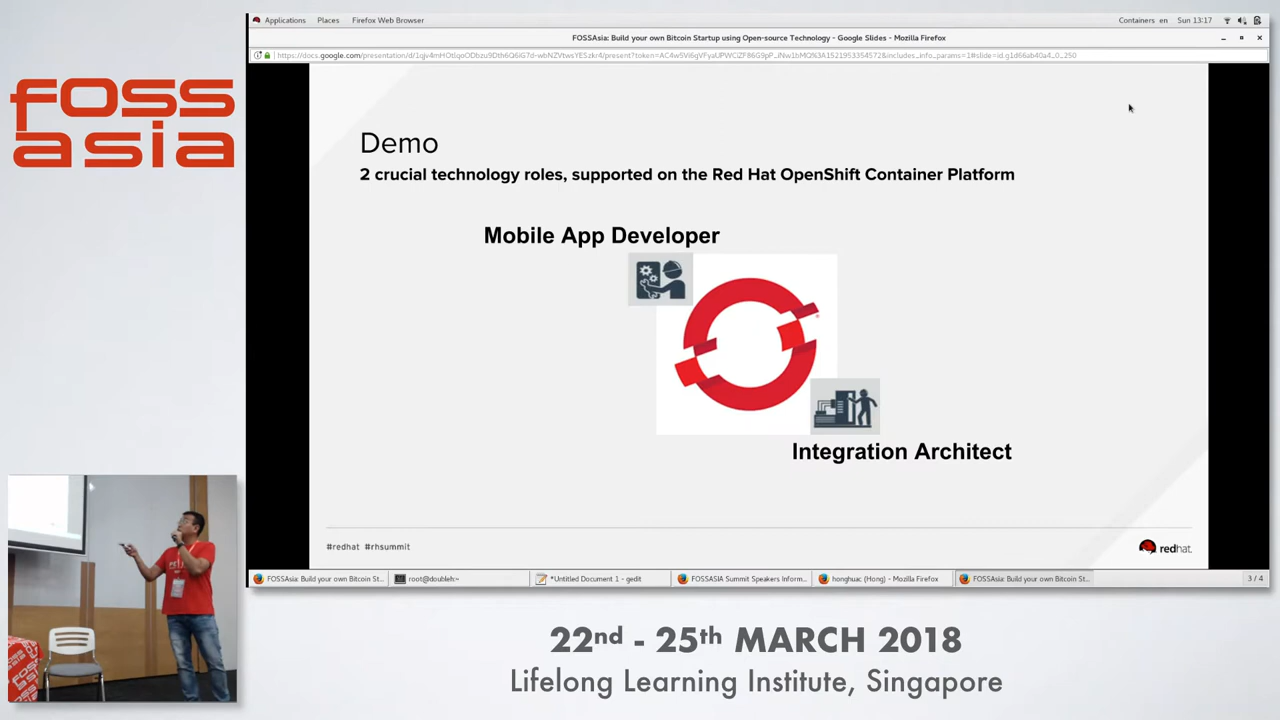 foss
asia
Applications Places Firefox Web Browser
Containers en Sun 13:17
FOSSAsia: Build your own Bitcoin Startup using Open-source Technology - Google Slides - Mozilla Firefox
Demo
2 crucial technology roles, supported on the Red Hat OpenShift Container Platform
Mobile App Developer
Integration Architect
#redhat #rhsummit
redhat.
FOSSAsia: Build your own Bitcoin St...
root@doubleh:~
*Untitled Document 1 - gedit
FOSSASIA Summit Speakers Inform...
honghuac (Hong) - Mozilla Firefox
FOSSAsia: Build your own Bitcoin St...
3 / 4
22nd - 25th MARCH 2018
Lifelong Learning Institute, Singapore